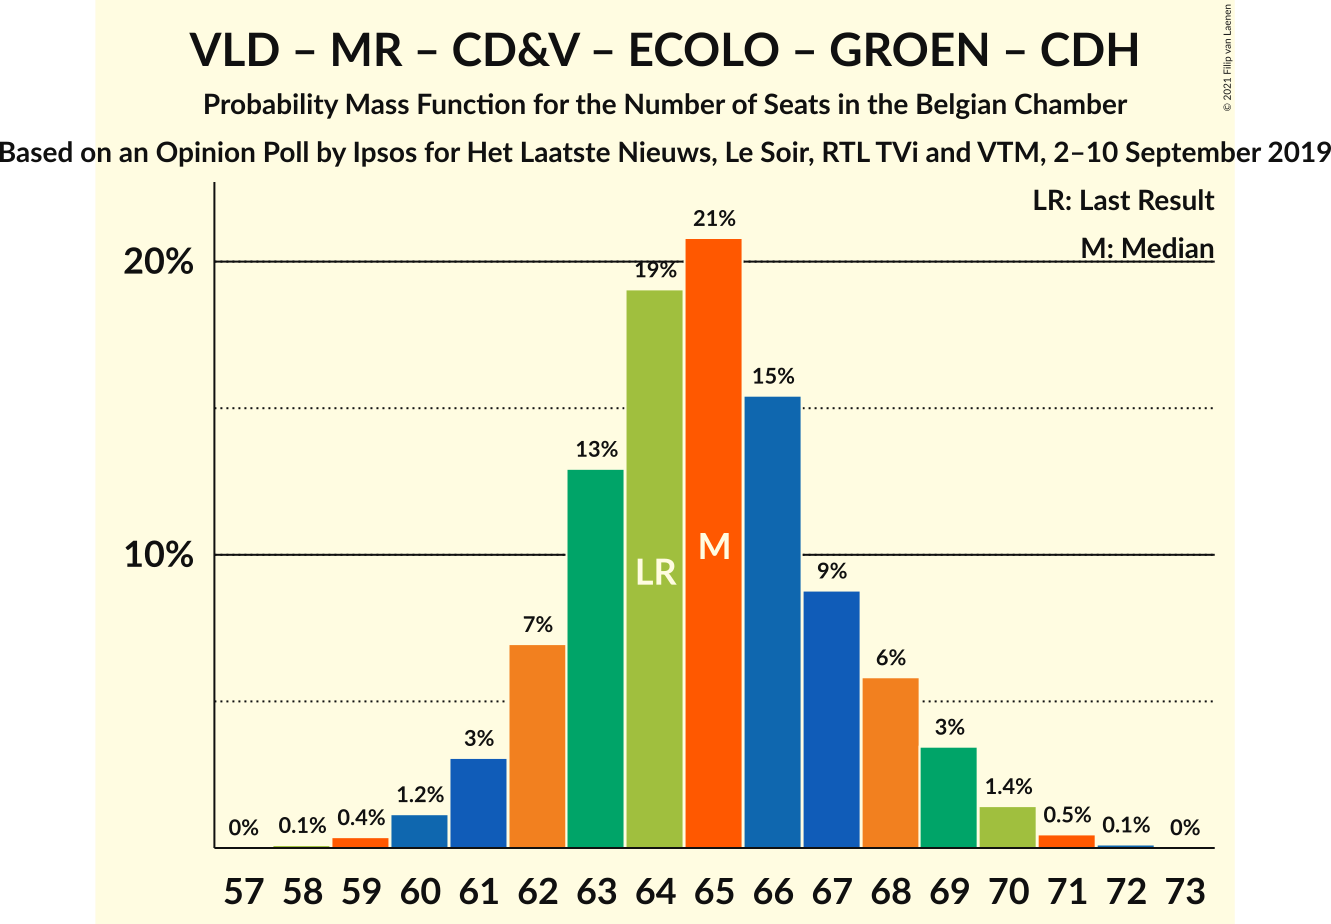 VLD – MR – CD&V – ECOLO – GROEN – CDH
Probability Mass Function for the Number of Seats in the Belgian Chamber
Based on an Opinion Poll by Ipsos for Het Laatste Nieuws, Le Soir, RTL TVi and VTM, 2–10 September 2019
© 2021 Filip van Laenen
LR: Last Result
M: Median
20%
10%
0%
0.1%
0.4%
1.2%
3%
7%
13%
19%
21%
15%
9%
6%
3%
1.4%
0.5%
0.1%
0%
LR
M
57 58 59 60 61 62 63 64 65 66 67 68 69 70 71 72 73